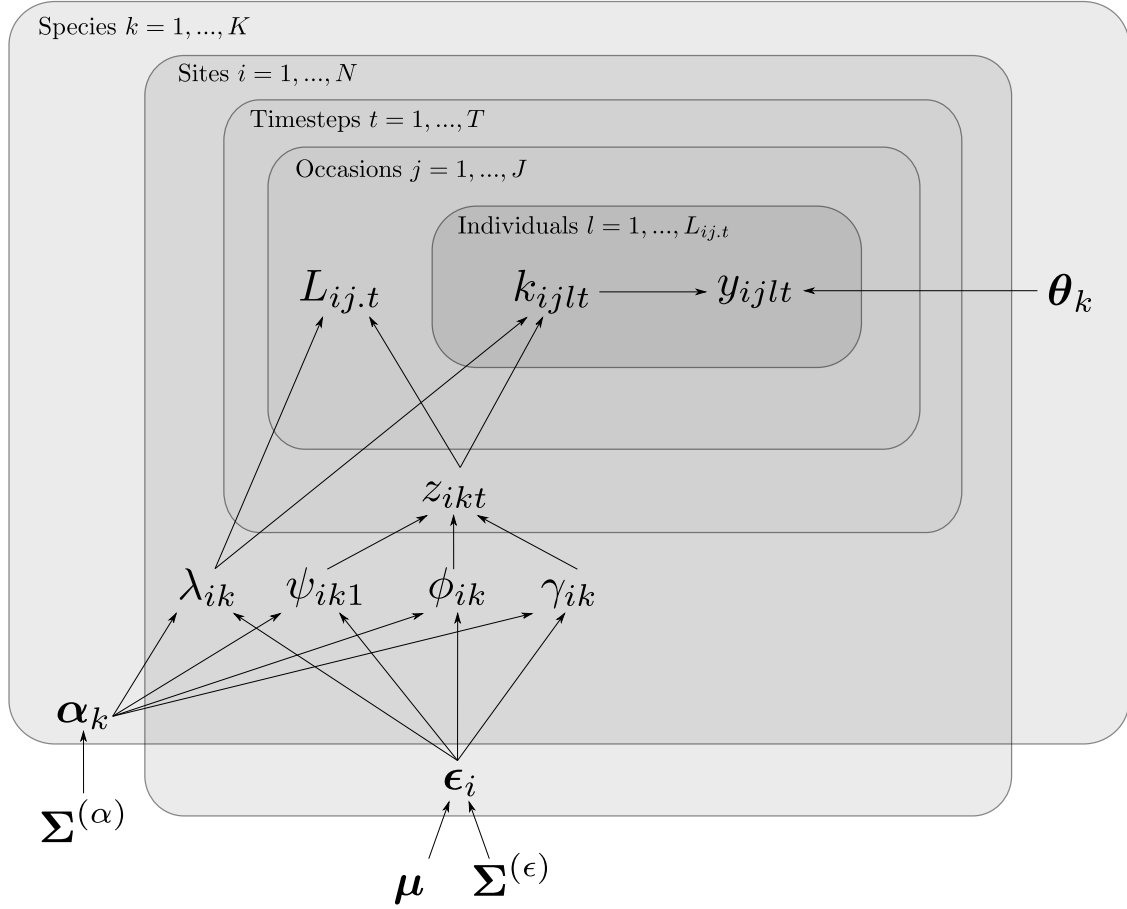 Species k = 1, ..., K
Sites i = 1, ..., N
Timesteps t = 1, ..., T
Occasions j = 1, ..., J
Individuals l = 1, ..., L_{ij.t}
L_{ij.t} k_{ijlt} y_{ijlt} θ_k
z_{ikt}
λ_{ik} ψ_{ik1} ϕ_{ik} γ_{ik}
α_k
ϵ_i
Σ^{(α)}
μ Σ^{(ϵ)}